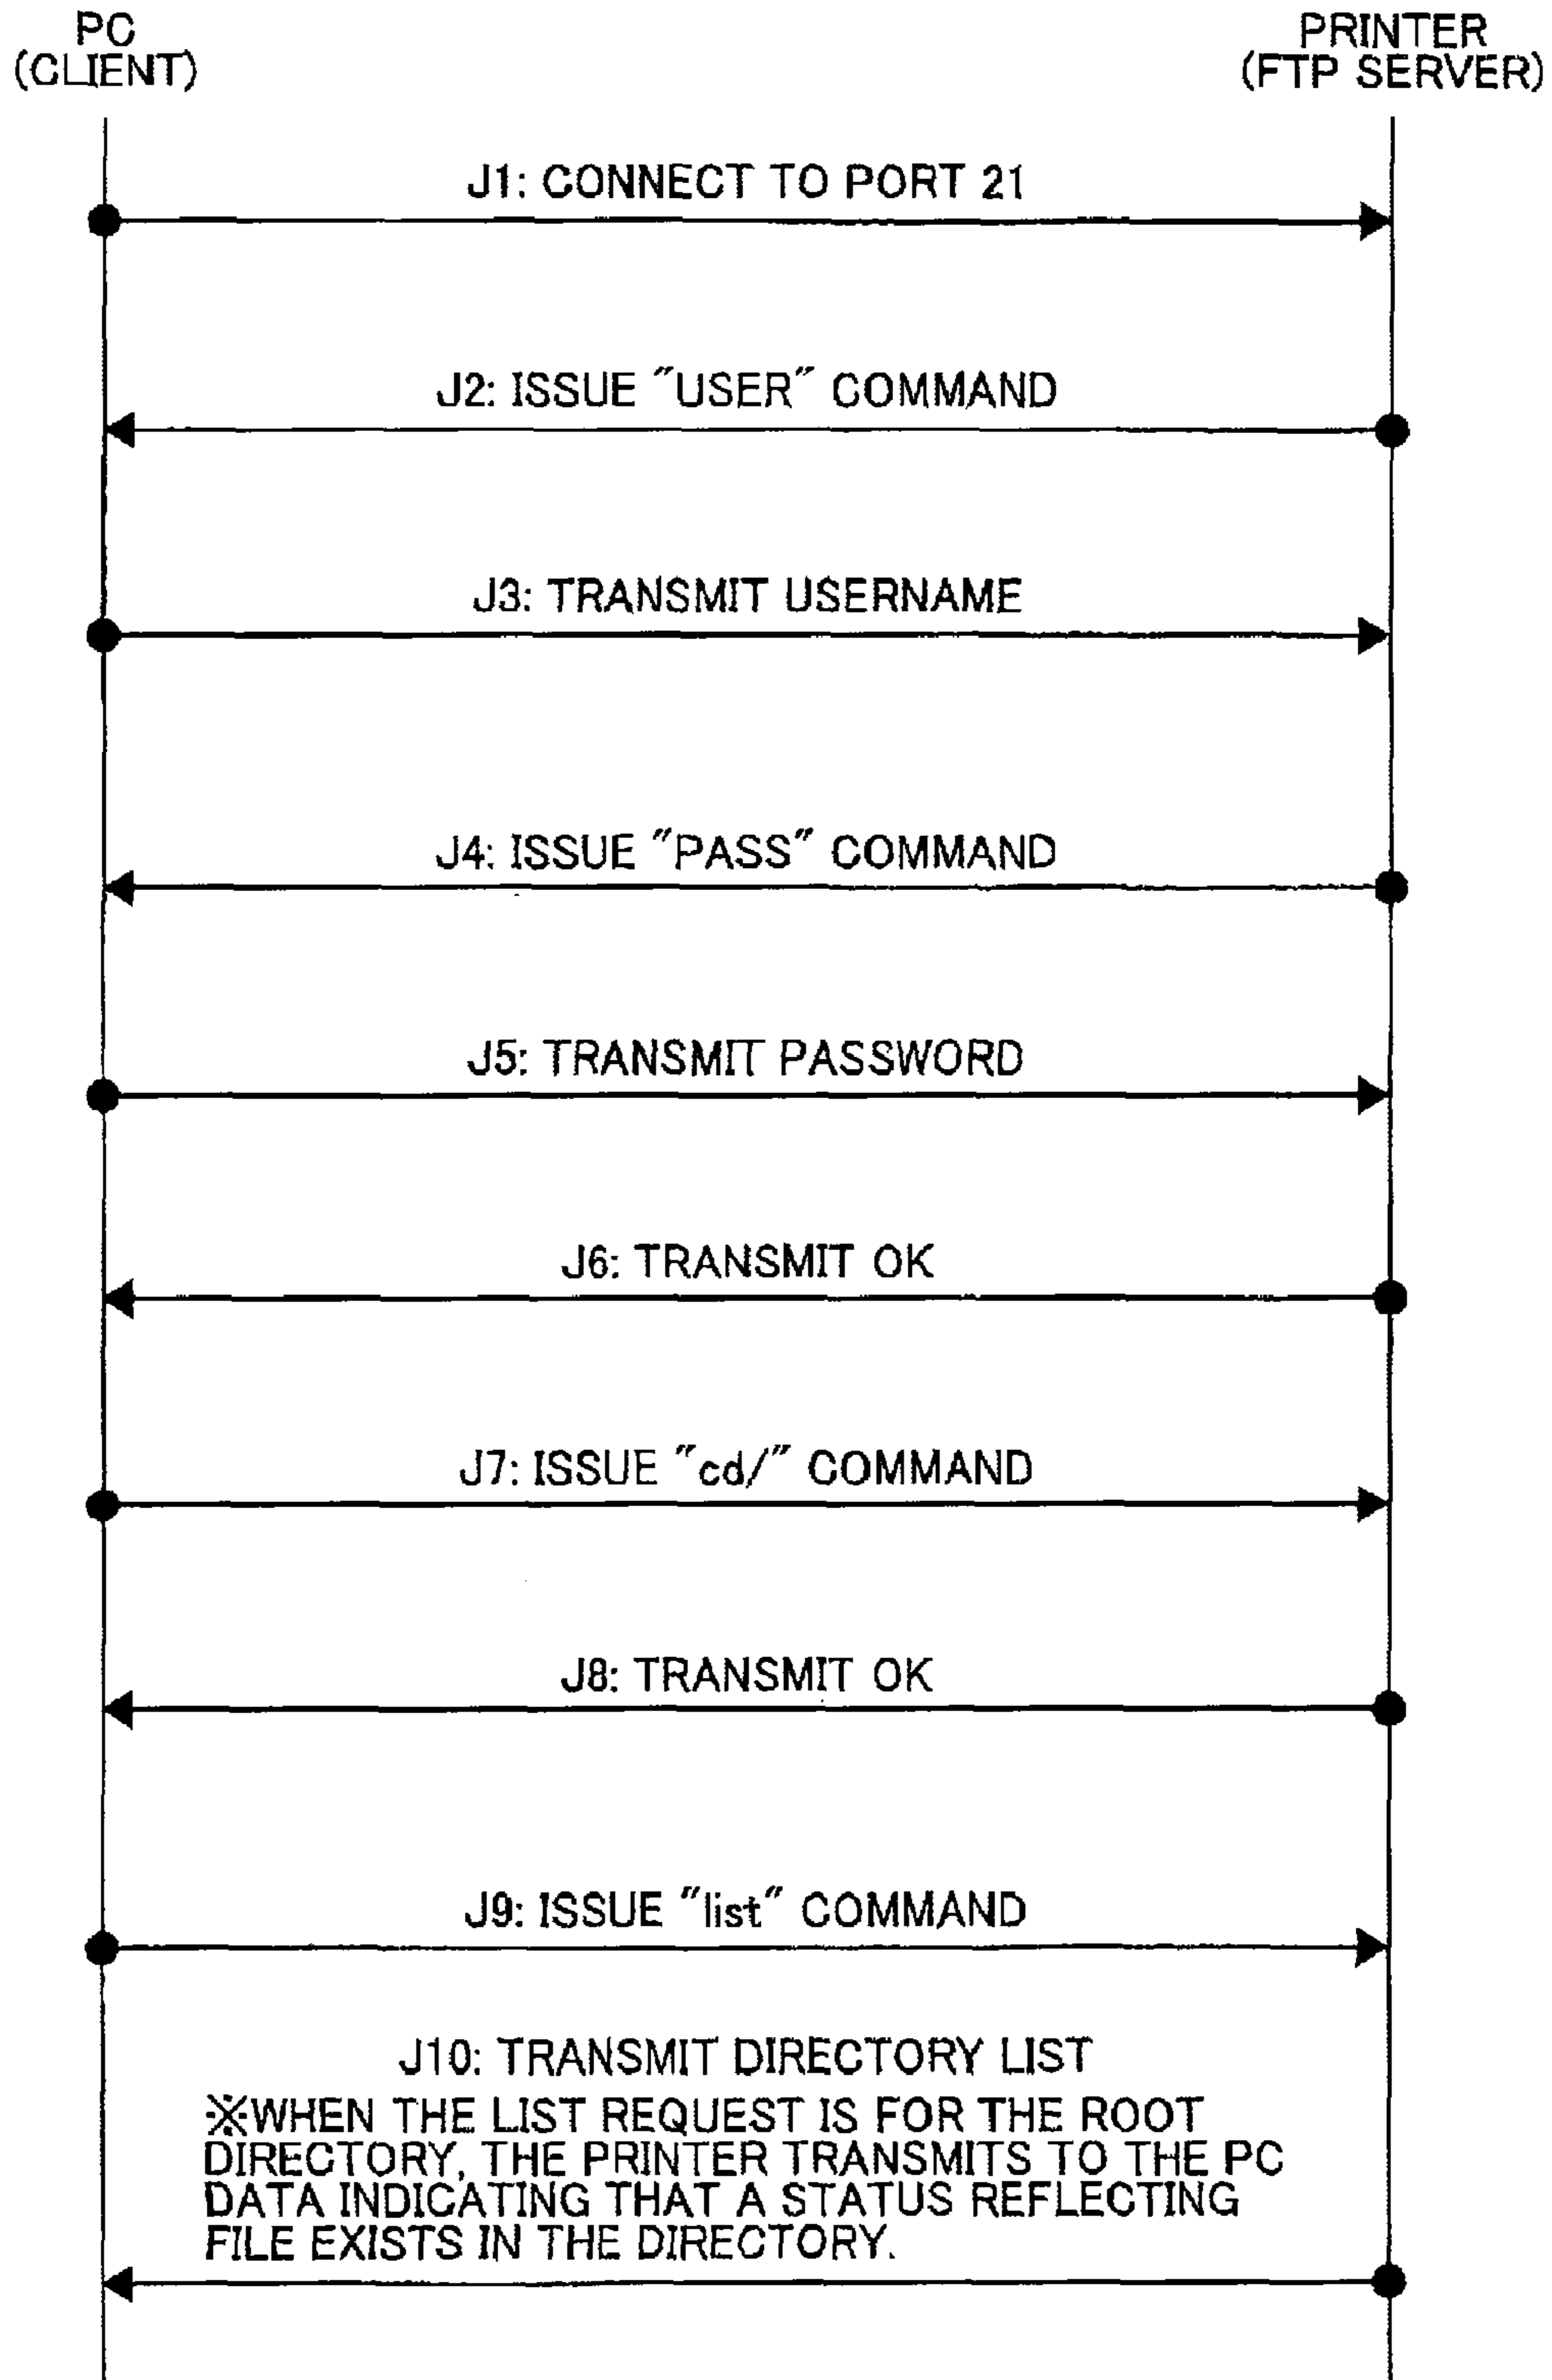 PC
(CLIENT)
PRINTER
(FTP SERVER)
J1: CONNECT TO PORT 21
J2: ISSUE ″USER″ COMMAND
J3: TRANSMIT USERNAME
J4: ISSUE ″PASS″ COMMAND
J5: TRANSMIT PASSWORD
J6: TRANSMIT OK
J7: ISSUE ″cd/″ COMMAND
J8: TRANSMIT OK
J9: ISSUE ″list″ COMMAND
J10: TRANSMIT DIRECTORY LIST
※WHEN THE LIST REQUEST IS FOR THE ROOT
DIRECTORY, THE PRINTER TRANSMITS TO THE PC
DATA INDICATING THAT A STATUS REFLECTING
FILE EXISTS IN THE DIRECTORY.